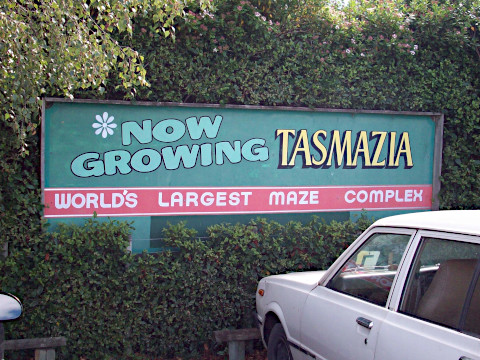 *NOW
GROWING TASMAZIA
WORLD'S LARGEST MAZE COMPLEX